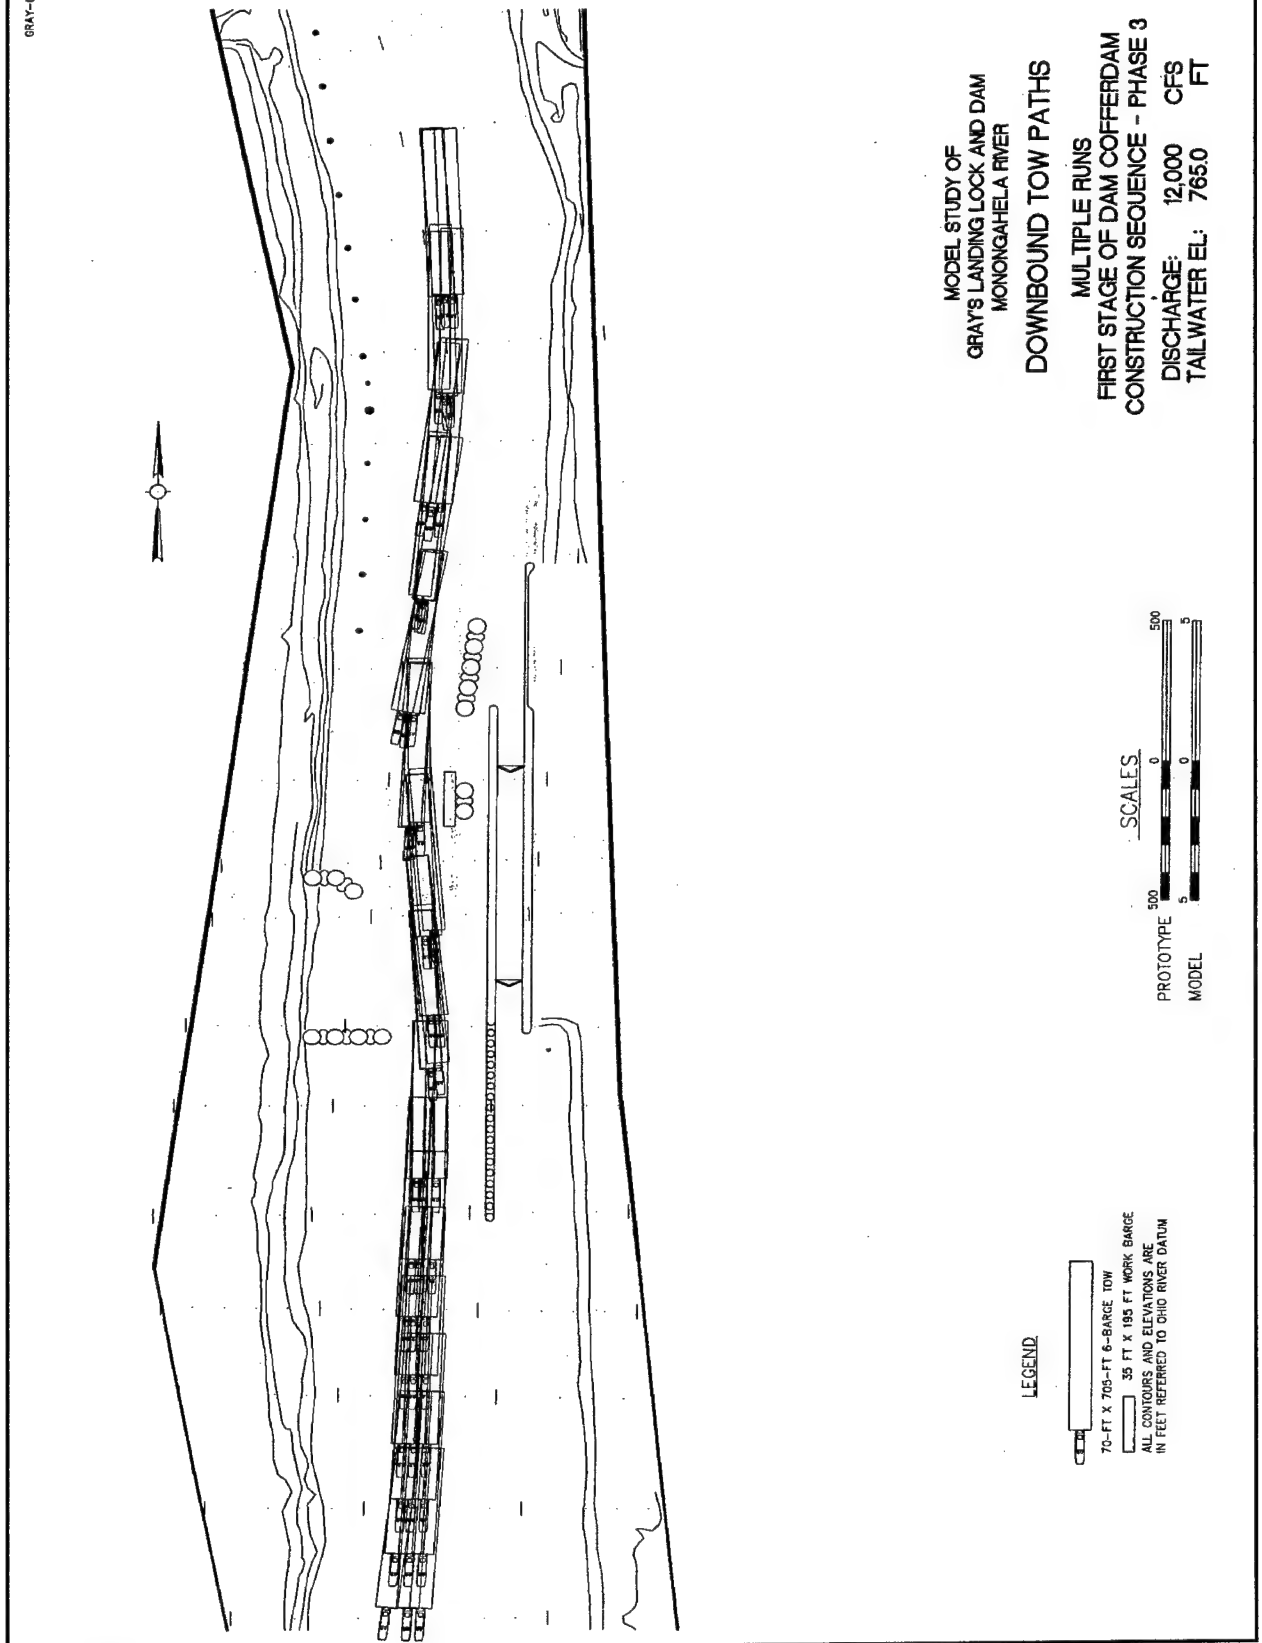 MODEL STUDY OF
GRAY'S LANDING LOCK AND DAM
MONONGAHELA RIVER
DOWNBOUND TOW PATHS
MULTIPLE RUNS
FIRST STAGE OF DAM COFFERDAM
CONSTRUCTION SEQUENCE - PHASE 3
DISCHARGE: 12,000 CFS
TAILWATER EL: 765.0 FT
SCALES
PROTOTYPE 500 0 500
MODEL 5 0 5
LEGEND
70-FT X 705-FT 6-BARGE TOW
35 FT X 195 FT WORK BARGE
ALL CONTOURS AND ELEVATIONS ARE
IN FEET REFERRED TO OHIO RIVER DATUM